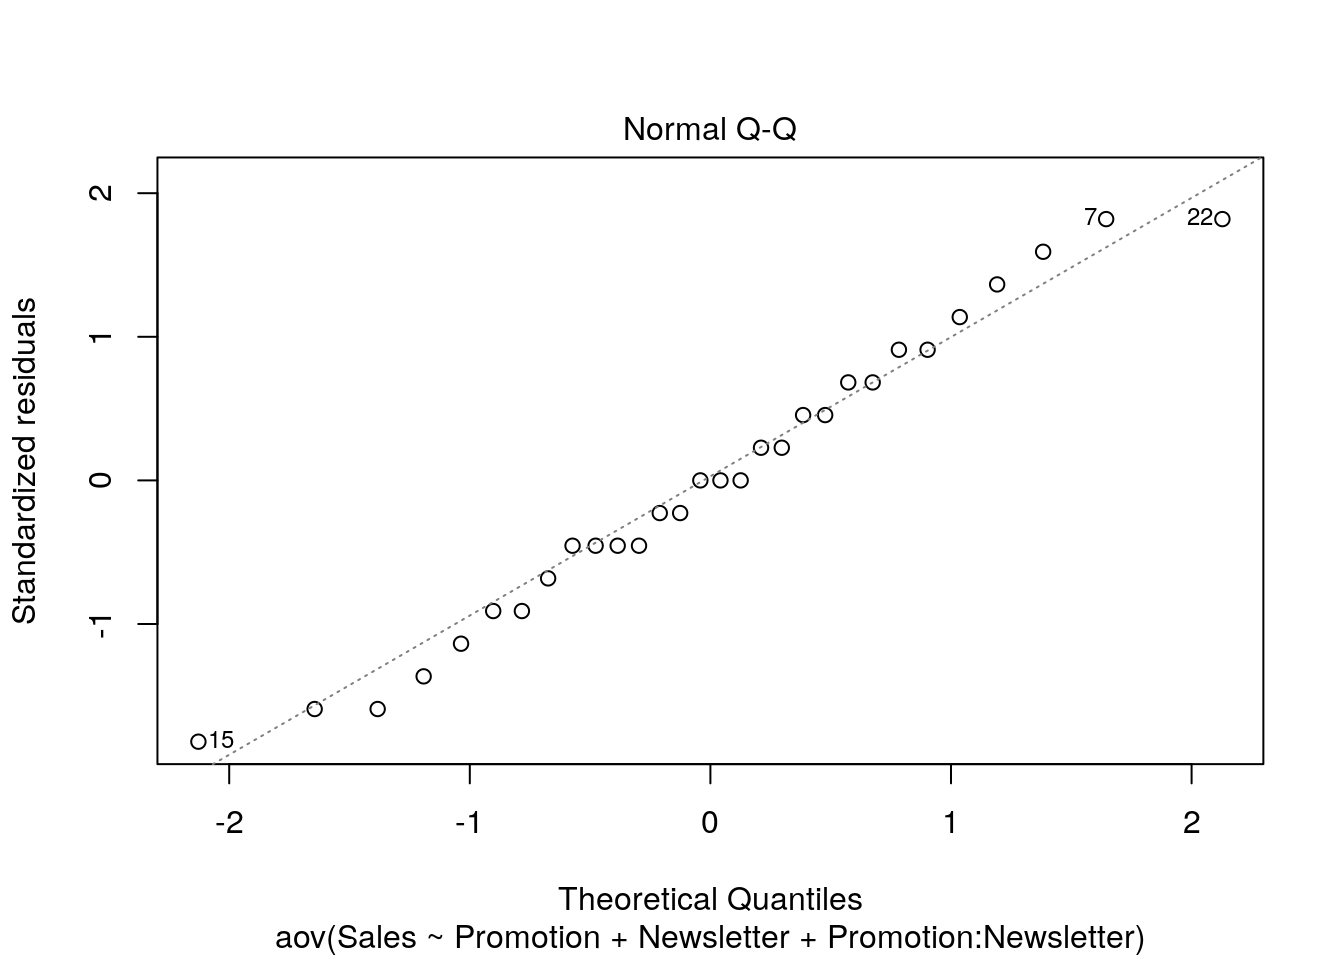 Normal Q-Q
Standardized residuals
2
1
0
-1
7
22
15
-2 -1 0 1 2
Theoretical Quantiles
aov(Sales ~ Promotion + Newsletter + Promotion:Newsletter)